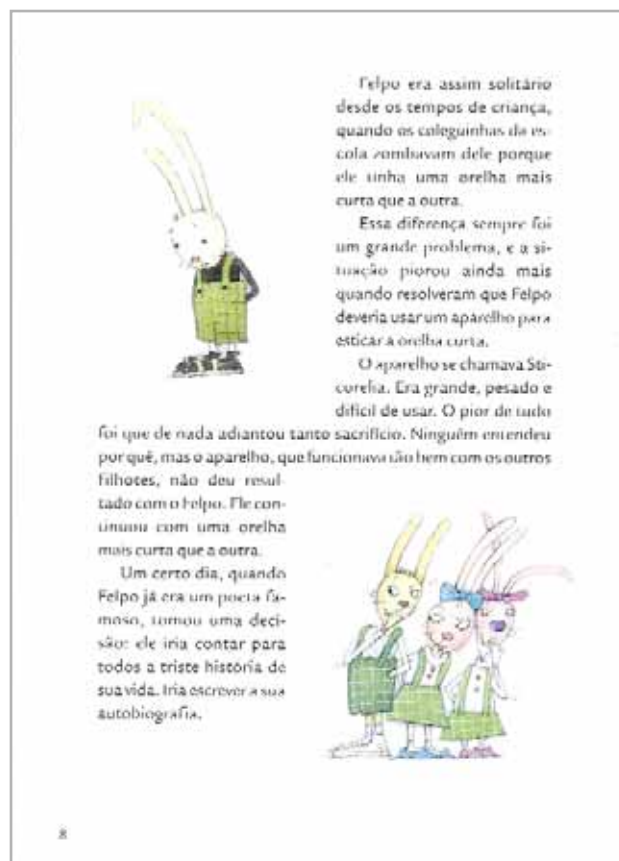 Felpo era assim solitário
desde os tempos de criança,
quando os coleguinhas da es-
cola zombavam dele porque
ele tinha uma orelha mais
curta que a outra.
Essa diferença sempre foi
um grande problema, e a si-
tuação piorou ainda mais
quando resolveram que Felpo
deveria usar um aparelho para
esticar a orelha curta.
O aparelho se chamava Sti-
corelia. Era grande, pesado e
difícil de usar. O pior de tudo
foi que de nada adiantou tanto sacrifício. Ninguém entendeu
por quê, mas o aparelho, que funcionava tão bem com os outros
filhotes, não deu resul-
tado com o Felpo. Ele con-
tinuou com uma orelha
mais curta que a outra.
Um certo dia, quando
Felpo já era um poeta fa-
moso, tomou uma deci-
são: ele iria contar para
todos a triste história de
sua vida. Iria escrever a sua
autobiografia.
8